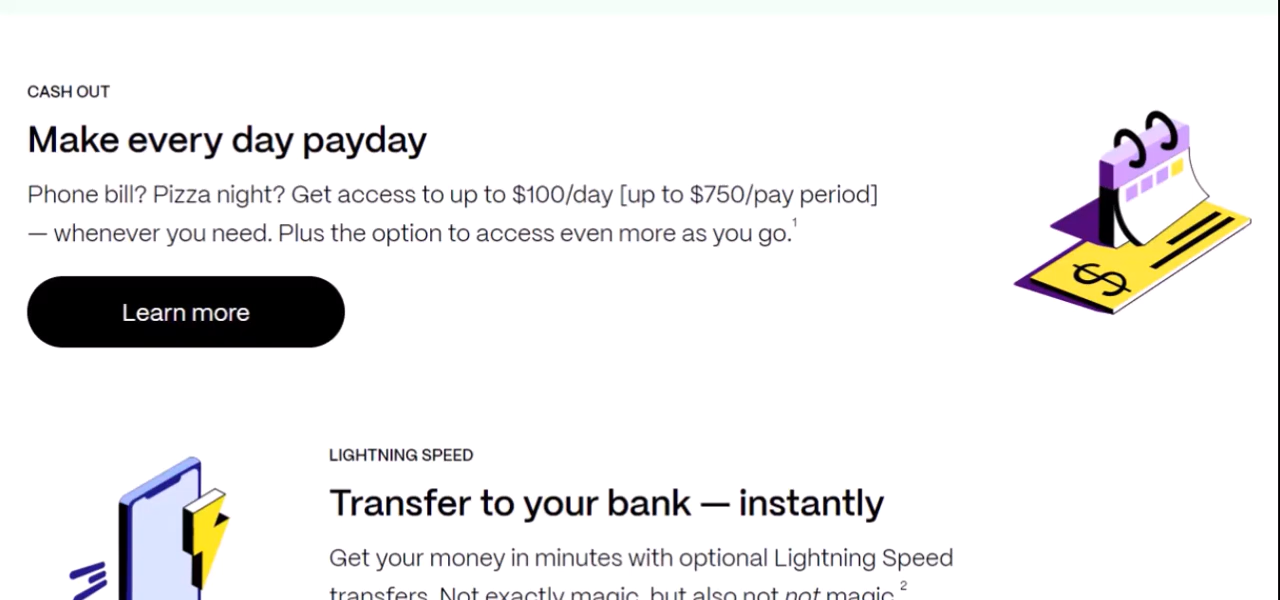 CASH OUT
Make every day payday
Phone bill? Pizza night? Get access to up to $100/day [up to $750/pay period]
— whenever you need. Plus the option to access even more as you go.1
Learn more
$
LIGHTNING SPEED
Transfer to your bank — instantly
Get your money in minutes with optional Lightning Speed
transfers. Not exactly magic, but also not not magic.2